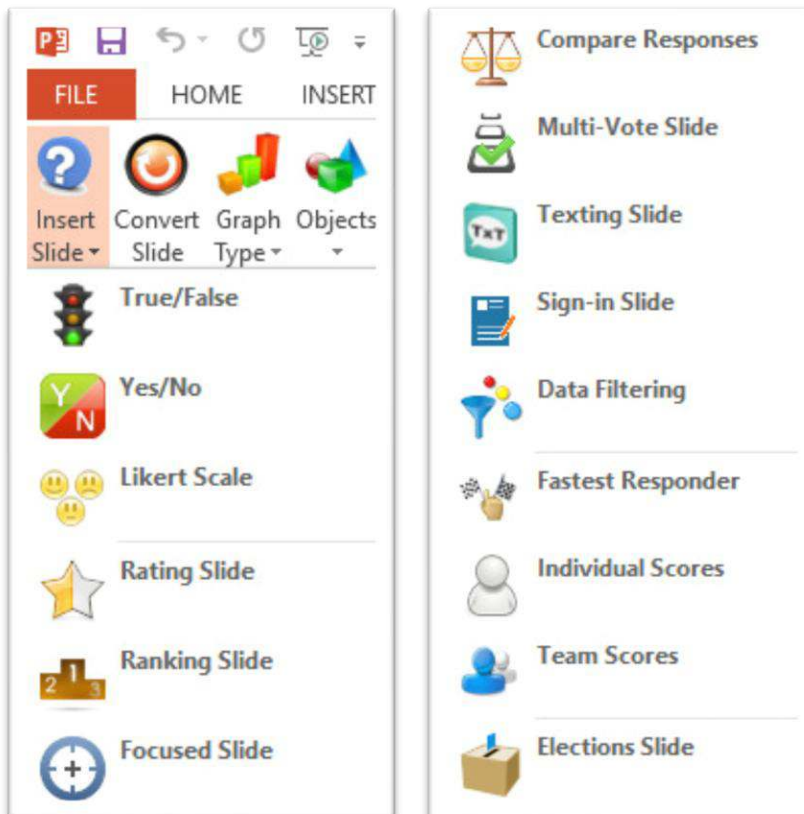 FILE HOME INSERT
Insert Slide
Convert Slide
Graph Type
Objects
True/False
Y N
Yes/No
Likert Scale
Rating Slide
2 1 3
Ranking Slide
Focused Slide
Compare Responses
Multi-Vote Slide
TxT
Texting Slide
Sign-in Slide
Data Filtering
Fastest Responder
Individual Scores
Team Scores
Elections Slide